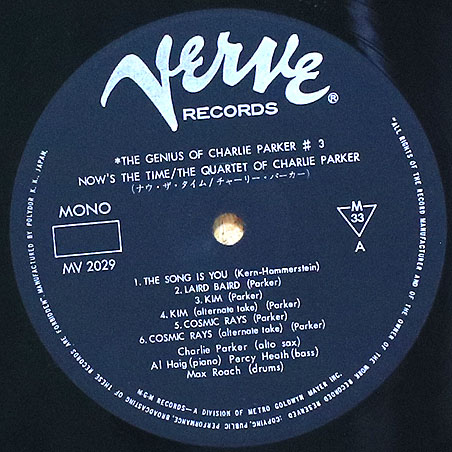 Verve
RECORDS ®
*THE GENIUS OF CHARLIE PARKER # 3
NOW'S THE TIME/THE QUARTET OF CHARLIE PARKER
(ナウ・ザ・タイム/チャーリー・パーカー)
MONO
MV 2029
M
33
A
1. THE SONG IS YOU (Kern-Hammerstein)
2. LAIRD BAIRD (Parker)
3. KIM (Parker)
4. KIM (alternate take) (Parker)
5. COSMIC RAYS (Parker)
6. COSMIC RAYS (alternate take) (Parker)
Charlie Parker (alto sax)
Al Haig (piano) Percy Heath (bass)
Max Roach (drums)
M-G-M RECORDS—A DIVISION OF METRO GOLDWYN MAYER INC.
"ALL RIGHTS OF THE RECORD MANUFACTURER AND OF THE OWNER OF THE WORK RECORDED RESERVED :COPYING, PUBLIC PERFORMANCE, BROADCASTING OF THESE RECORDS, ARE FORBIDDEN" MANUFACTURED BY POLYDOR K. K. JAPAN.